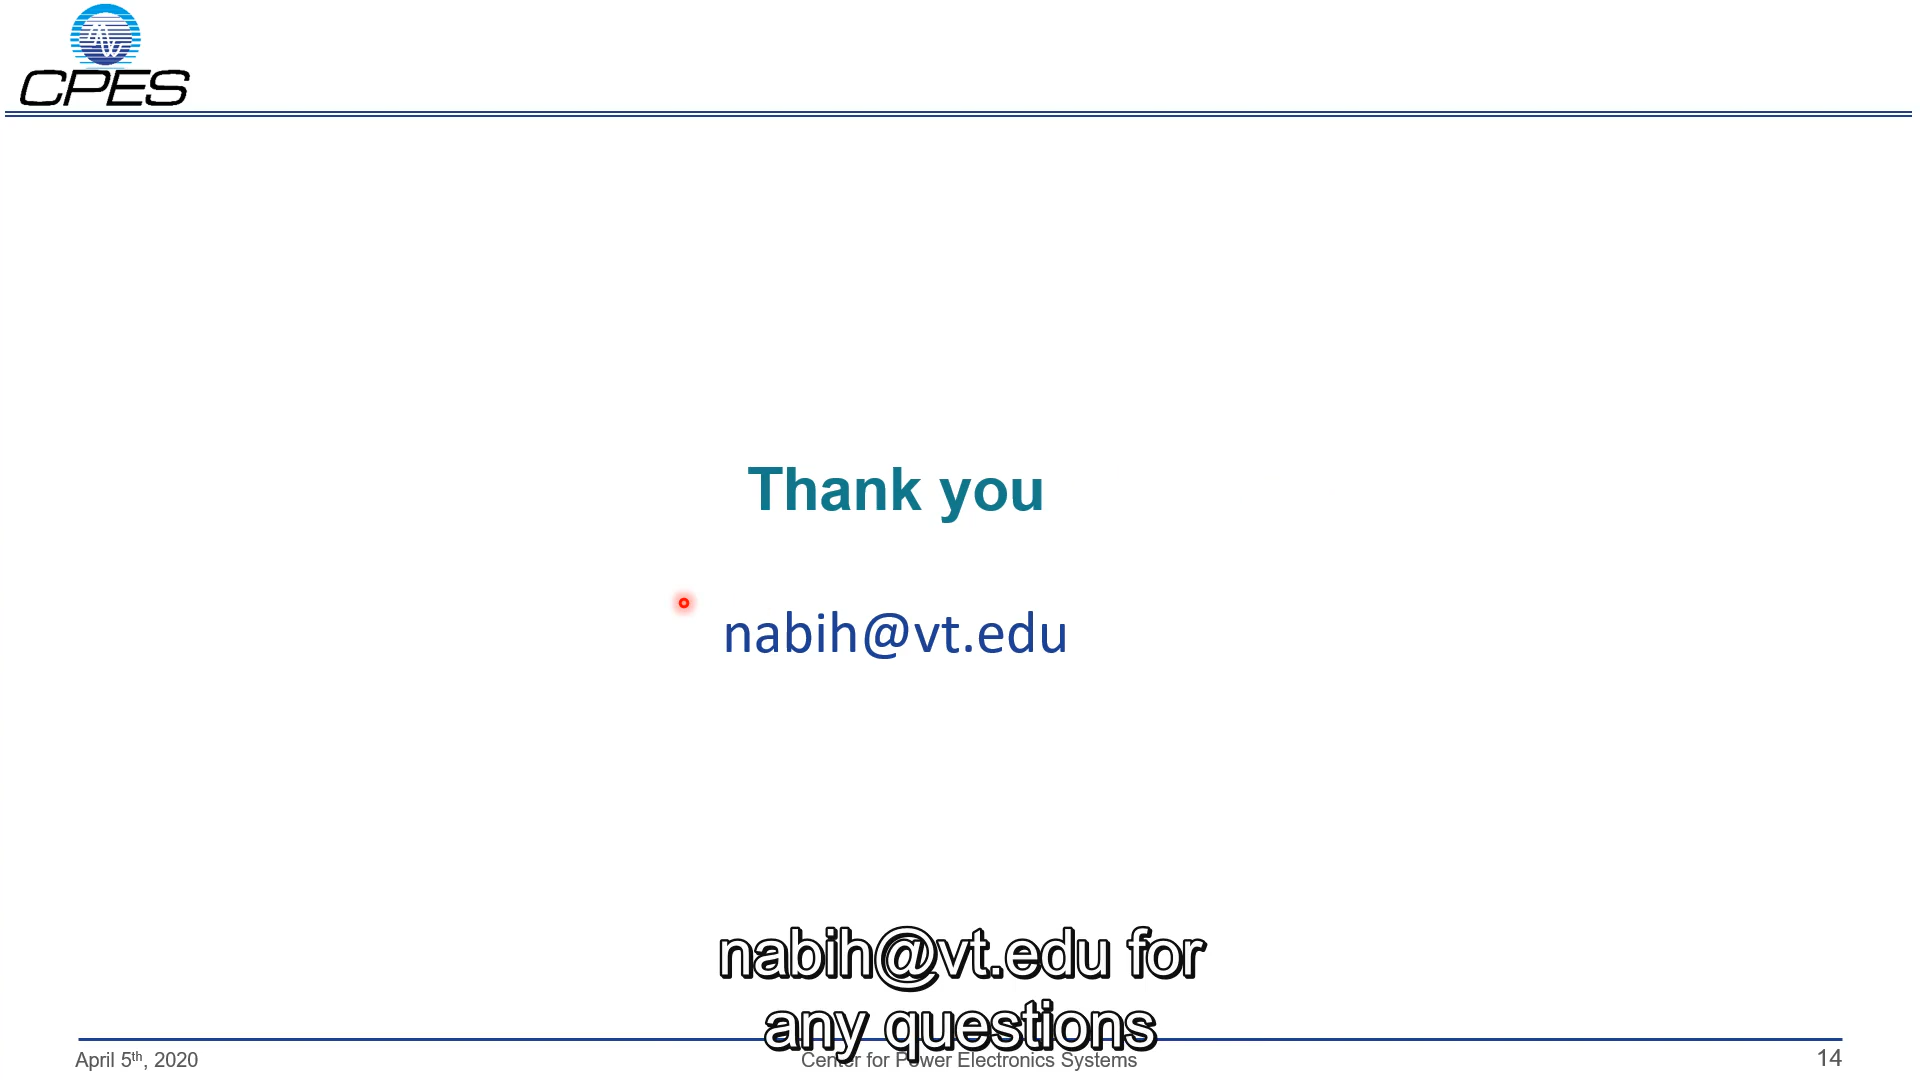 CPES
Thank you
nabih@vt.edu
nabih@vt.edu for
any questions
April 5th, 2020
Center for Power Electronics Systems
14